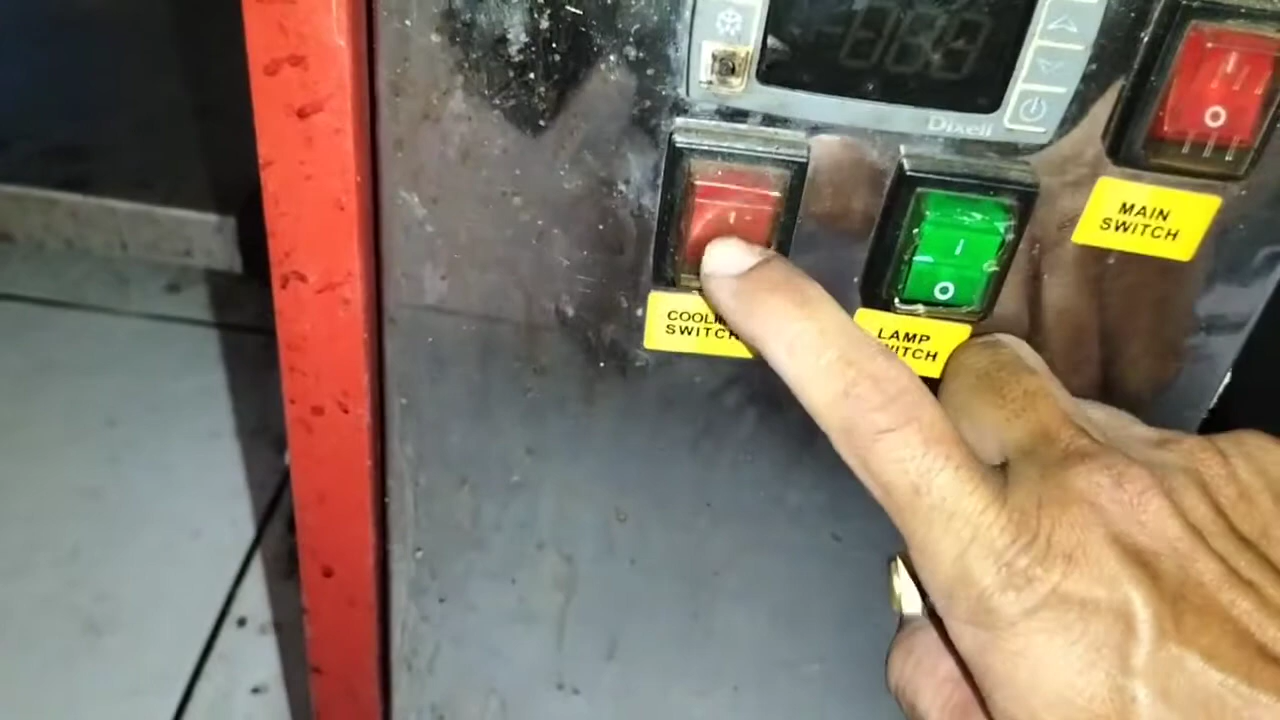 Dixell
MAIN
SWITCH
SWITCH
LAMP